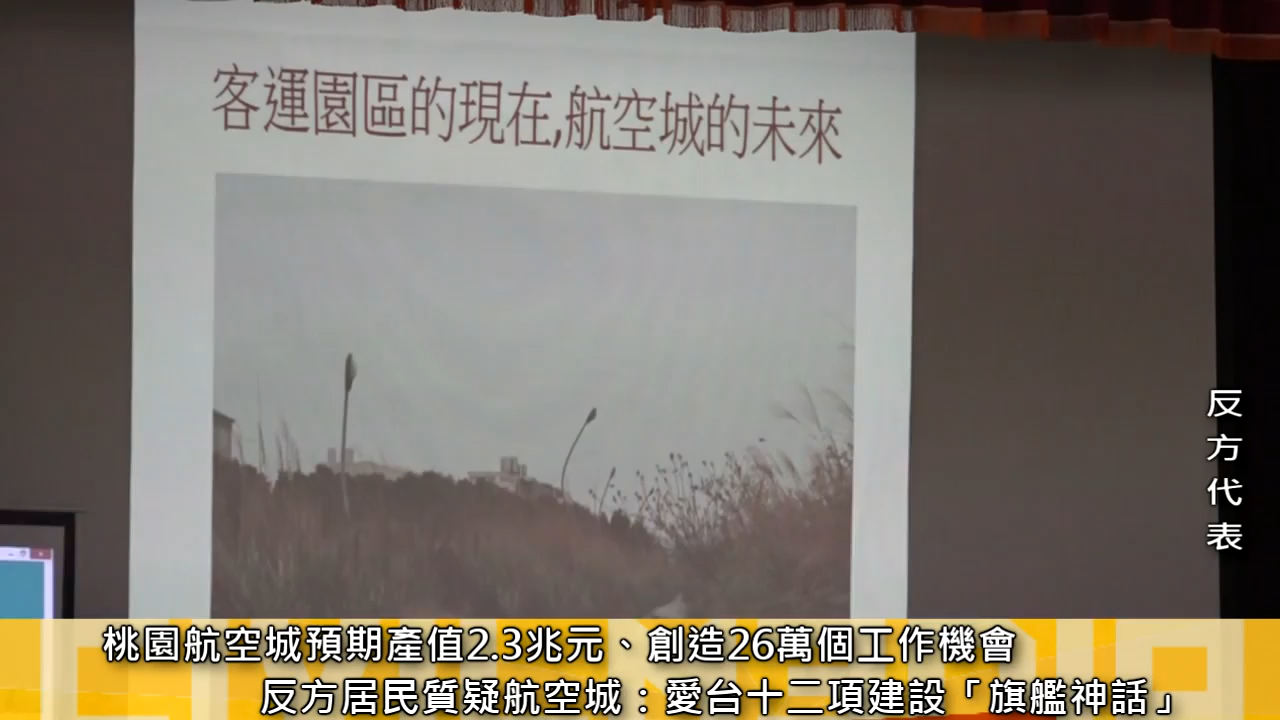 客運園區的現在,航空城的未來
反方代表
桃園航空城預期產值2.3兆元、創造26萬個工作機會
反方居民質疑航空城：愛台十二項建設「旗艦神話」